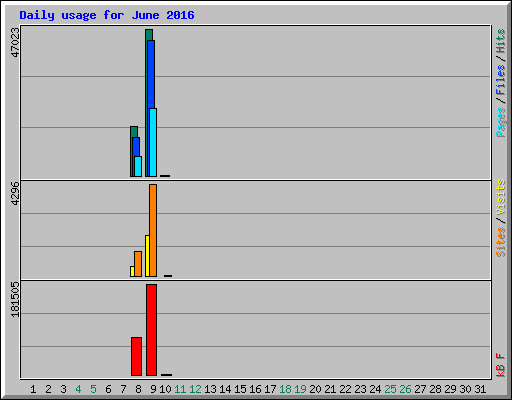 Daily usage for June 2016
47023
Pages / Files / Hits
4296
Sites / Visits
181505
kB F
1 2 3 4 5 6 7 8 9 10 11 12 13 14 15 16 17 18 19 20 21 22 23 24 25 26 27 28 29 30 31